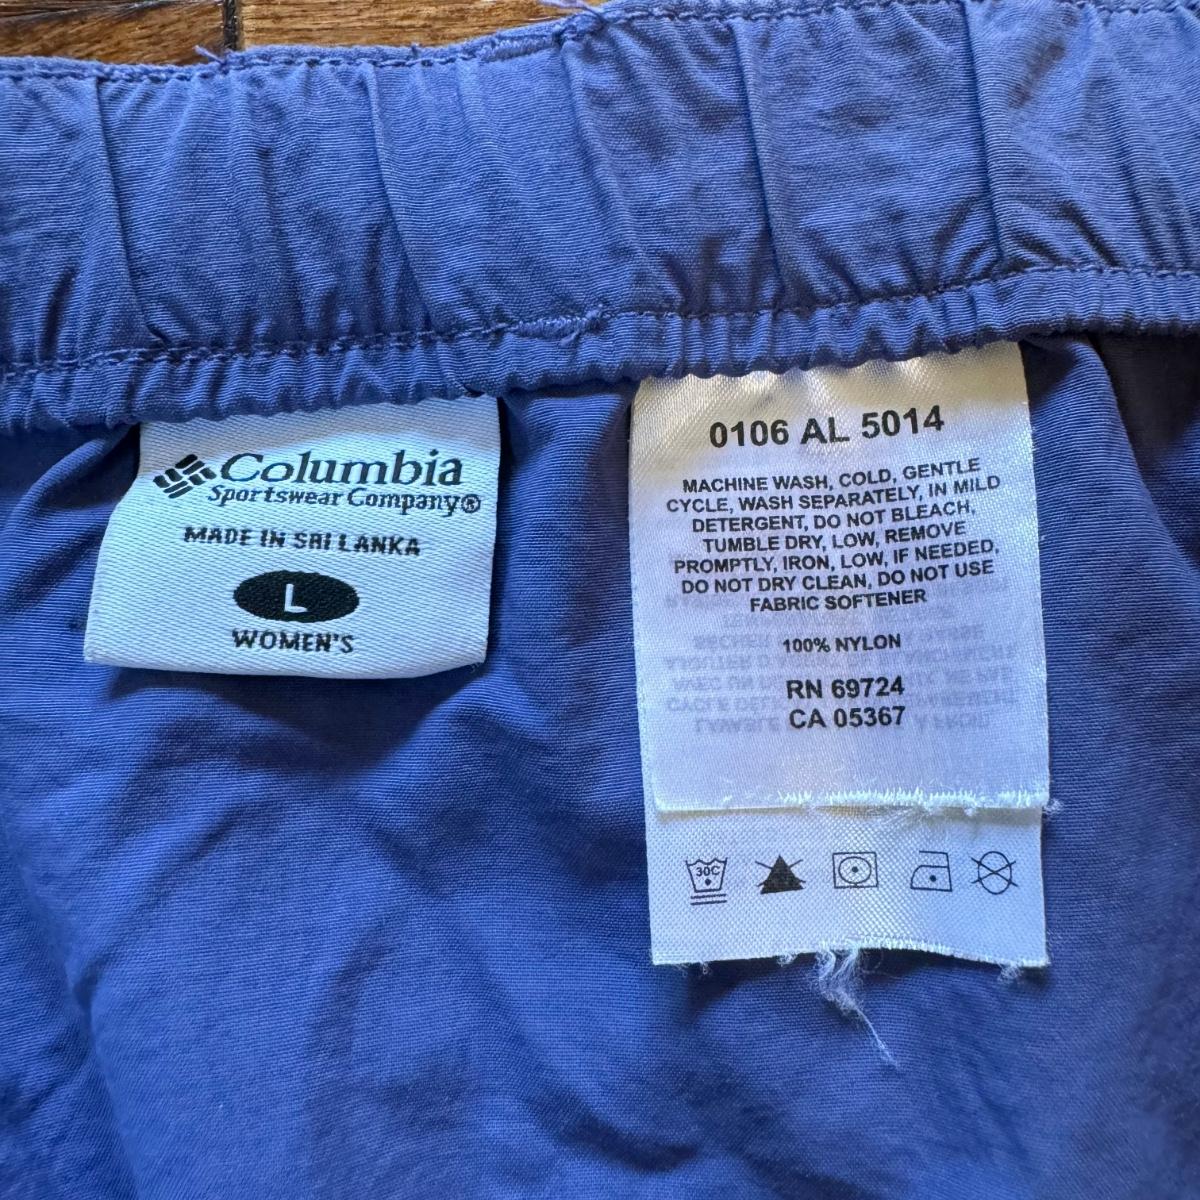 Columbia
Sportswear Company®
MADE IN SRI LANKA
L
WOMEN'S
0106 AL 5014
MACHINE WASH, COLD, GENTLE
CYCLE, WASH SEPARATELY, IN MILD
DETERGENT, DO NOT BLEACH,
TUMBLE DRY, LOW, REMOVE
PROMPTLY, IRON, LOW, IF NEEDED,
DO NOT DRY CLEAN, DO NOT USE
FABRIC SOFTENER
100% NYLON
RN 69724
CA 05367
30C